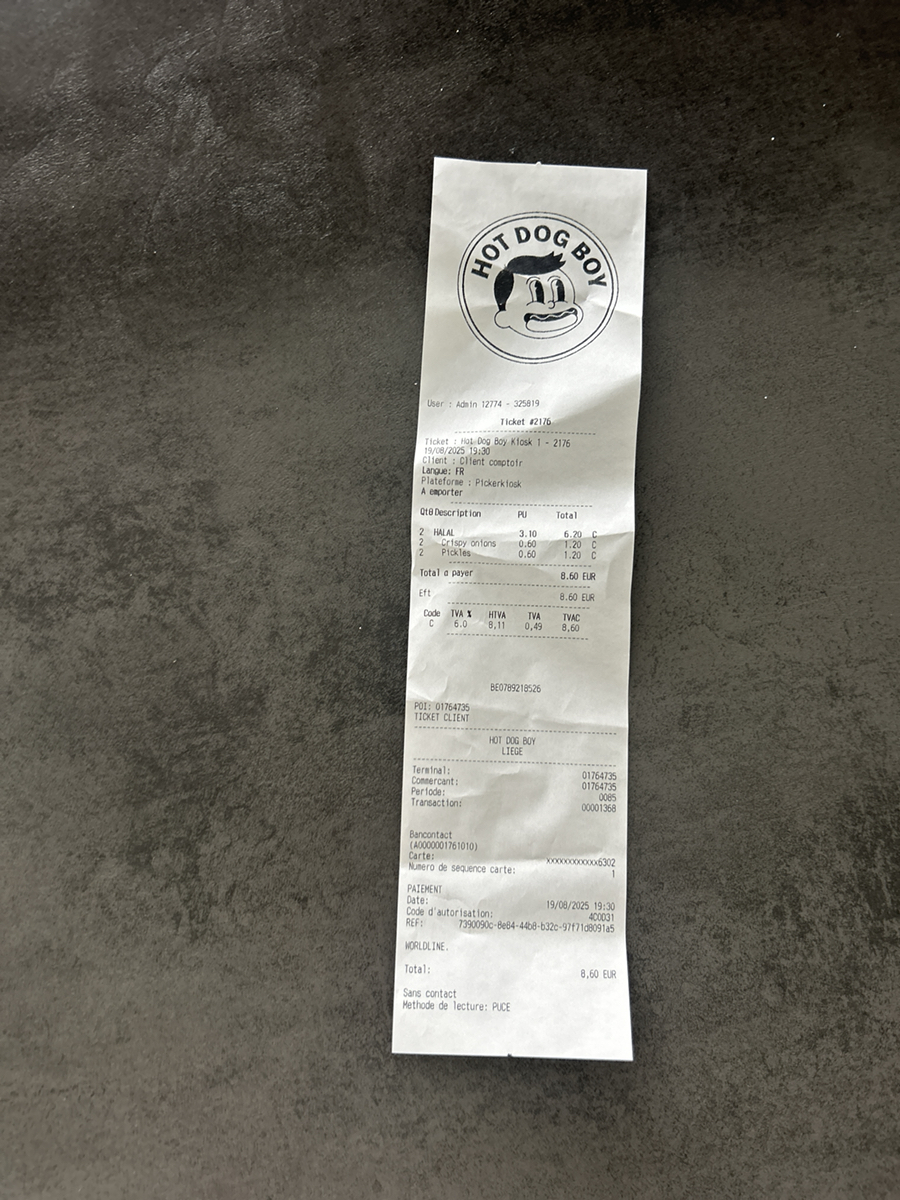 HOT DOG BOY
User : Admin 12774 - 325819
Ticket #2176
Ticket : Hot Dog Boy Kiosk 1 - 2176
19/08/2025 19:30
Client : Client comptoir
Langue: FR
Plateforme : Pickerkiosk
A emporter
Qté Description PU Total
2 HALAL 3.10 6.20 C
2 Crispy onions 0.60 1.20 C
2 Pickles 0.60 1.20 C
Total a payer 8.60 EUR
Eft 8.60 EUR
Code TVA % HTVA TVA TVAC
C 6.0 8,11 0,49 8,60
BE0789218526
POI: 01764735
TICKET CLIENT
HOT DOG BOY
LIEGE
Terminal: 01764735
Commercant: 01764735
Periode: 0085
Transaction: 00001368
Bancontact
(A0000001761010)
Carte: xxxxxxxxxxxxx6302
Numero de sequence carte: 1
PAIEMENT
Date: 19/08/2025 19:30
Code d'autorisation: 4C0031
REF: 7390090c-8e84-44b8-b32c-97f71d8091a5
WORLDLINE.
Total: 8,60 EUR
Sans contact
Methode de lecture: PUCE